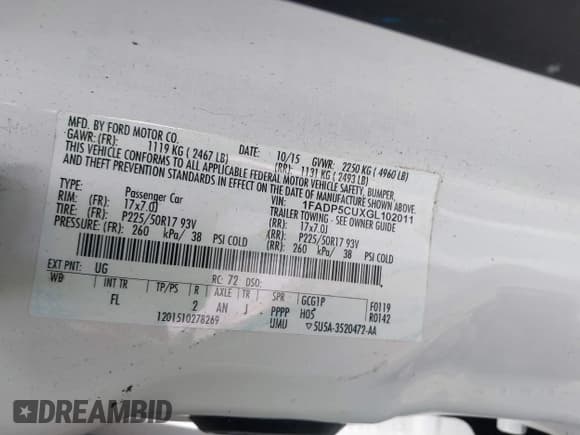 MFD. BY FORD MOTOR CO.
DATE: 10/15 GVWR: 2250 KG ( 4960 LB)
GAWR: (FR): 1119 KG ( 2467 LB) (RR): 1131 KG ( 2493 LB)
THIS VEHICLE CONFORMS TO ALL APPLICABLE FEDERAL MOTOR VEHICLE SAFETY, BUMPER,
AND THEFT PREVENTION STANDARDS IN EFFECT ON THE DATE OF MANUFACTURE SHOWN ABOVE.
VIN: 1FADP5CUXGL102011
TYPE: Passenger Car TRAILER TOWING - SEE OWNER GUIDE
RIM: (FR): 17x7.0J (RR): 17x7.0J
TIRE: (FR): P225/50R17 93V (RR): P225/50R17 93V
PRESSURE: (FR): 260 kPa/ 38 PSI COLD (RR): 260 kPa/ 38 PSI COLD
EXT PNT: UG RC: 72 DSO:
WB INT TR TP/PS R AXLE TR SPR GCG1P F0119
FL 2 AN J PPPP H05 R0142
1201510278269 UMU ▽5U5A-3520472-AA
DREAMBID